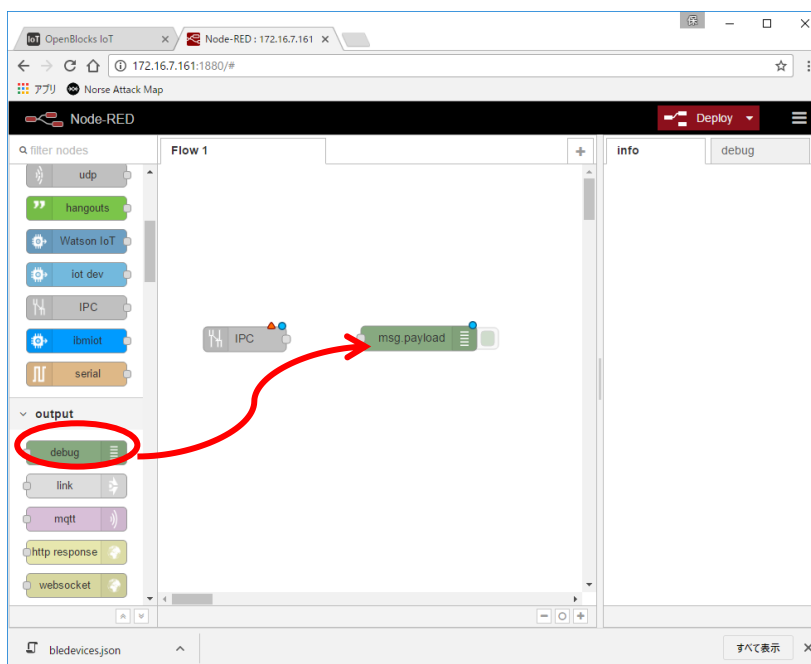 保
OpenBlocks IoT
Node-RED : 172.16.7.161
172.16.7.161:1880/#
アプリ
Norse Attack Map
Node-RED
Deploy
filter nodes
Flow 1
info
debug
udp
hangouts
Watson IoT
iot dev
IPC
ibmiot
serial
output
debug
link
mqtt
http response
websocket
IPC
msg.payload
bledevices.json
すべて表示